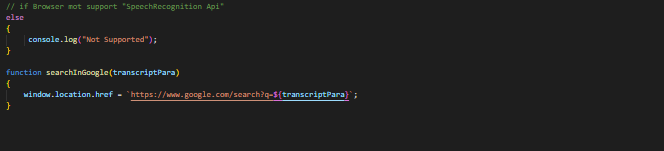 // if Browser mot support "SpeechRecognition Api"
else
{
console.log("Not Supported");
}
function searchInGoogle(transcriptPara)
{
window.location.href = `https://www.google.com/search?q=${transcriptPara}`;
}